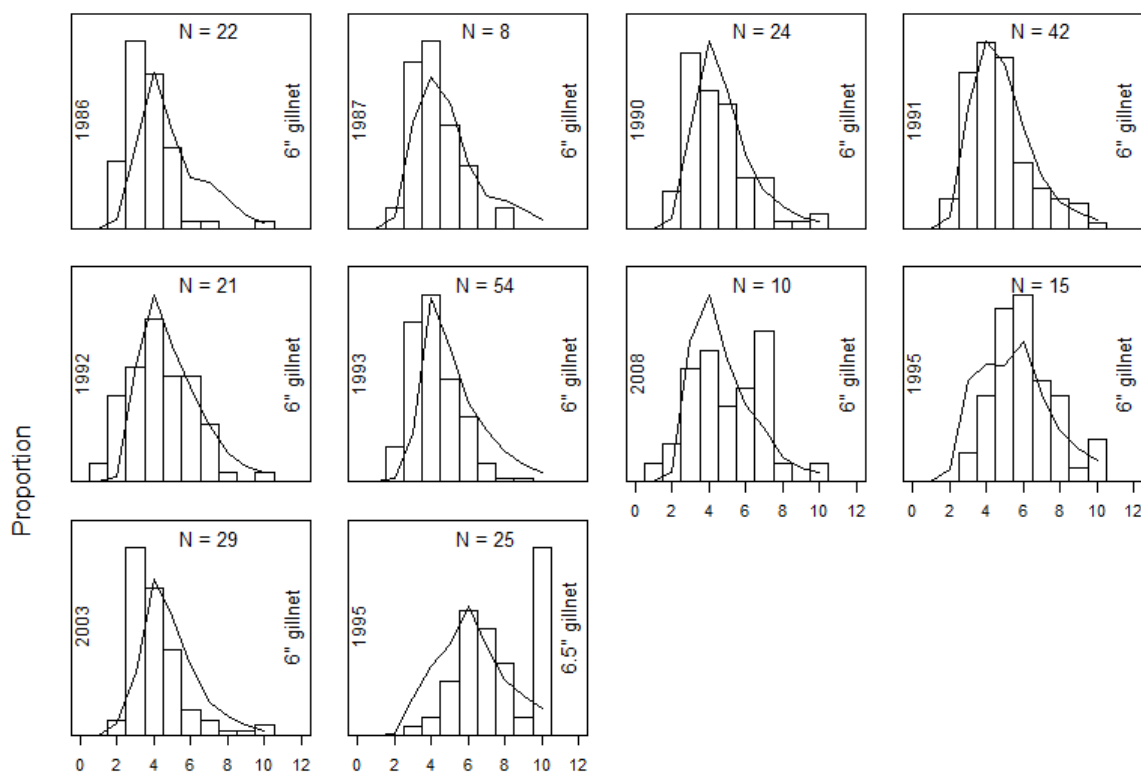 N = 22
1986
6" gillnet
N = 8
1987
6" gillnet
N = 24
1990
6" gillnet
N = 42
1991
6" gillnet
N = 21
1992
6" gillnet
N = 54
1993
6" gillnet
N = 10
2008
6" gillnet
0 2 4 6 8 10 12
N = 15
1995
6" gillnet
0 2 4 6 8 10 12
Proportion
N = 29
2003
6" gillnet
0 2 4 6 8 10 12
N = 25
1995
6.5" gillnet
0 2 4 6 8 10 12